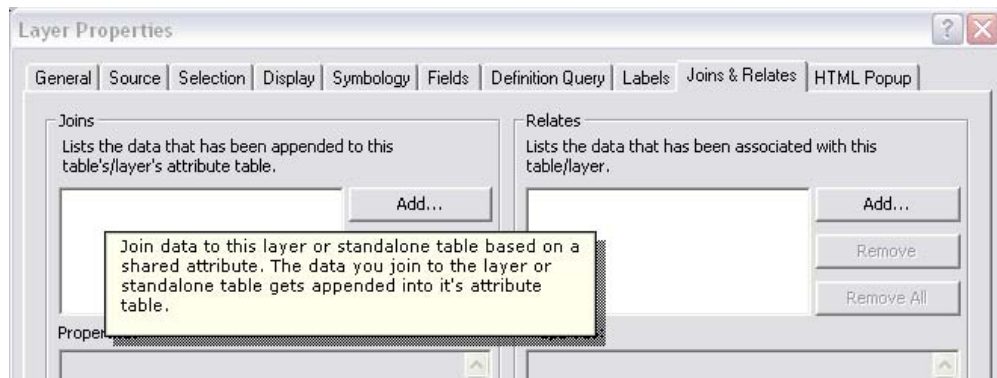 Layer Properties
General Source Selection Display Symbology Fields Definition Query Labels Joins & Relates HTML Popup
Joins
Lists the data that has been appended to this
table's/layer's attribute table.
Add...
Join data to this layer or standalone table based on a
shared attribute. The data you join to the layer or
standalone table gets appended into it's attribute
table.
Relates
Lists the data that has been associated with this
table/layer.
Add...
Remove
Remove All